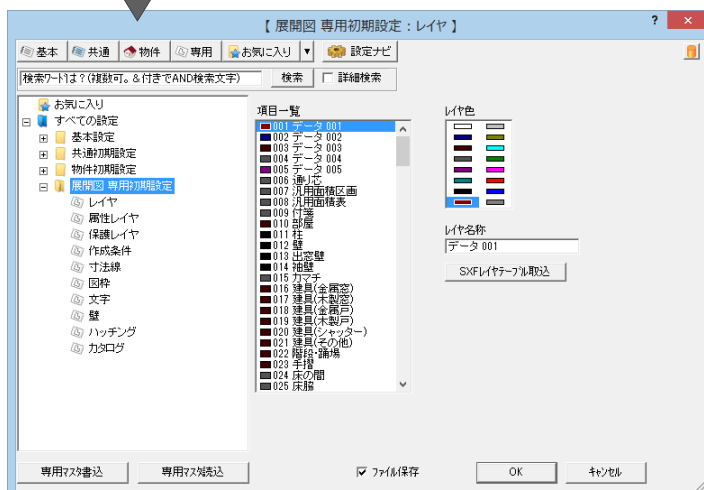 【 展開図 専用初期設定：レイヤ 】
?
×
基本
共通
物件
専用
お気に入り
設定ナビ
検索ワードは？(複数可。&付きでAND検索文字)
検索
詳細検索
お気に入り
すべての設定
基本設定
共通初期設定
物件初期設定
展開図 専用初期設定
レイヤ
属性レイヤ
保護レイヤ
作成条件
寸法線
図枠
文字
壁
ハッチング
カタログ
項目一覧
001 データ 001
002 データ 002
003 データ 003
004 データ 004
005 データ 005
006 通り芯
007 汎用面積区画
008 汎用面積表
009 付箋
010 部屋
011 柱
012 壁
013 出窓壁
014 袖壁
015 カマチ
016 建具(金属窓)
017 建具(木製窓)
018 建具(金属戸)
019 建具(木製戸)
020 建具(シャッター)
021 建具(その他)
022 階段・踊場
023 手摺
024 床の間
025 床脇
レイヤ色
レイヤ名称
データ 001
SXFレイヤテーブル取込
専用マスタ書込
専用マスタ読込
ファイル保存
OK
キャンセル